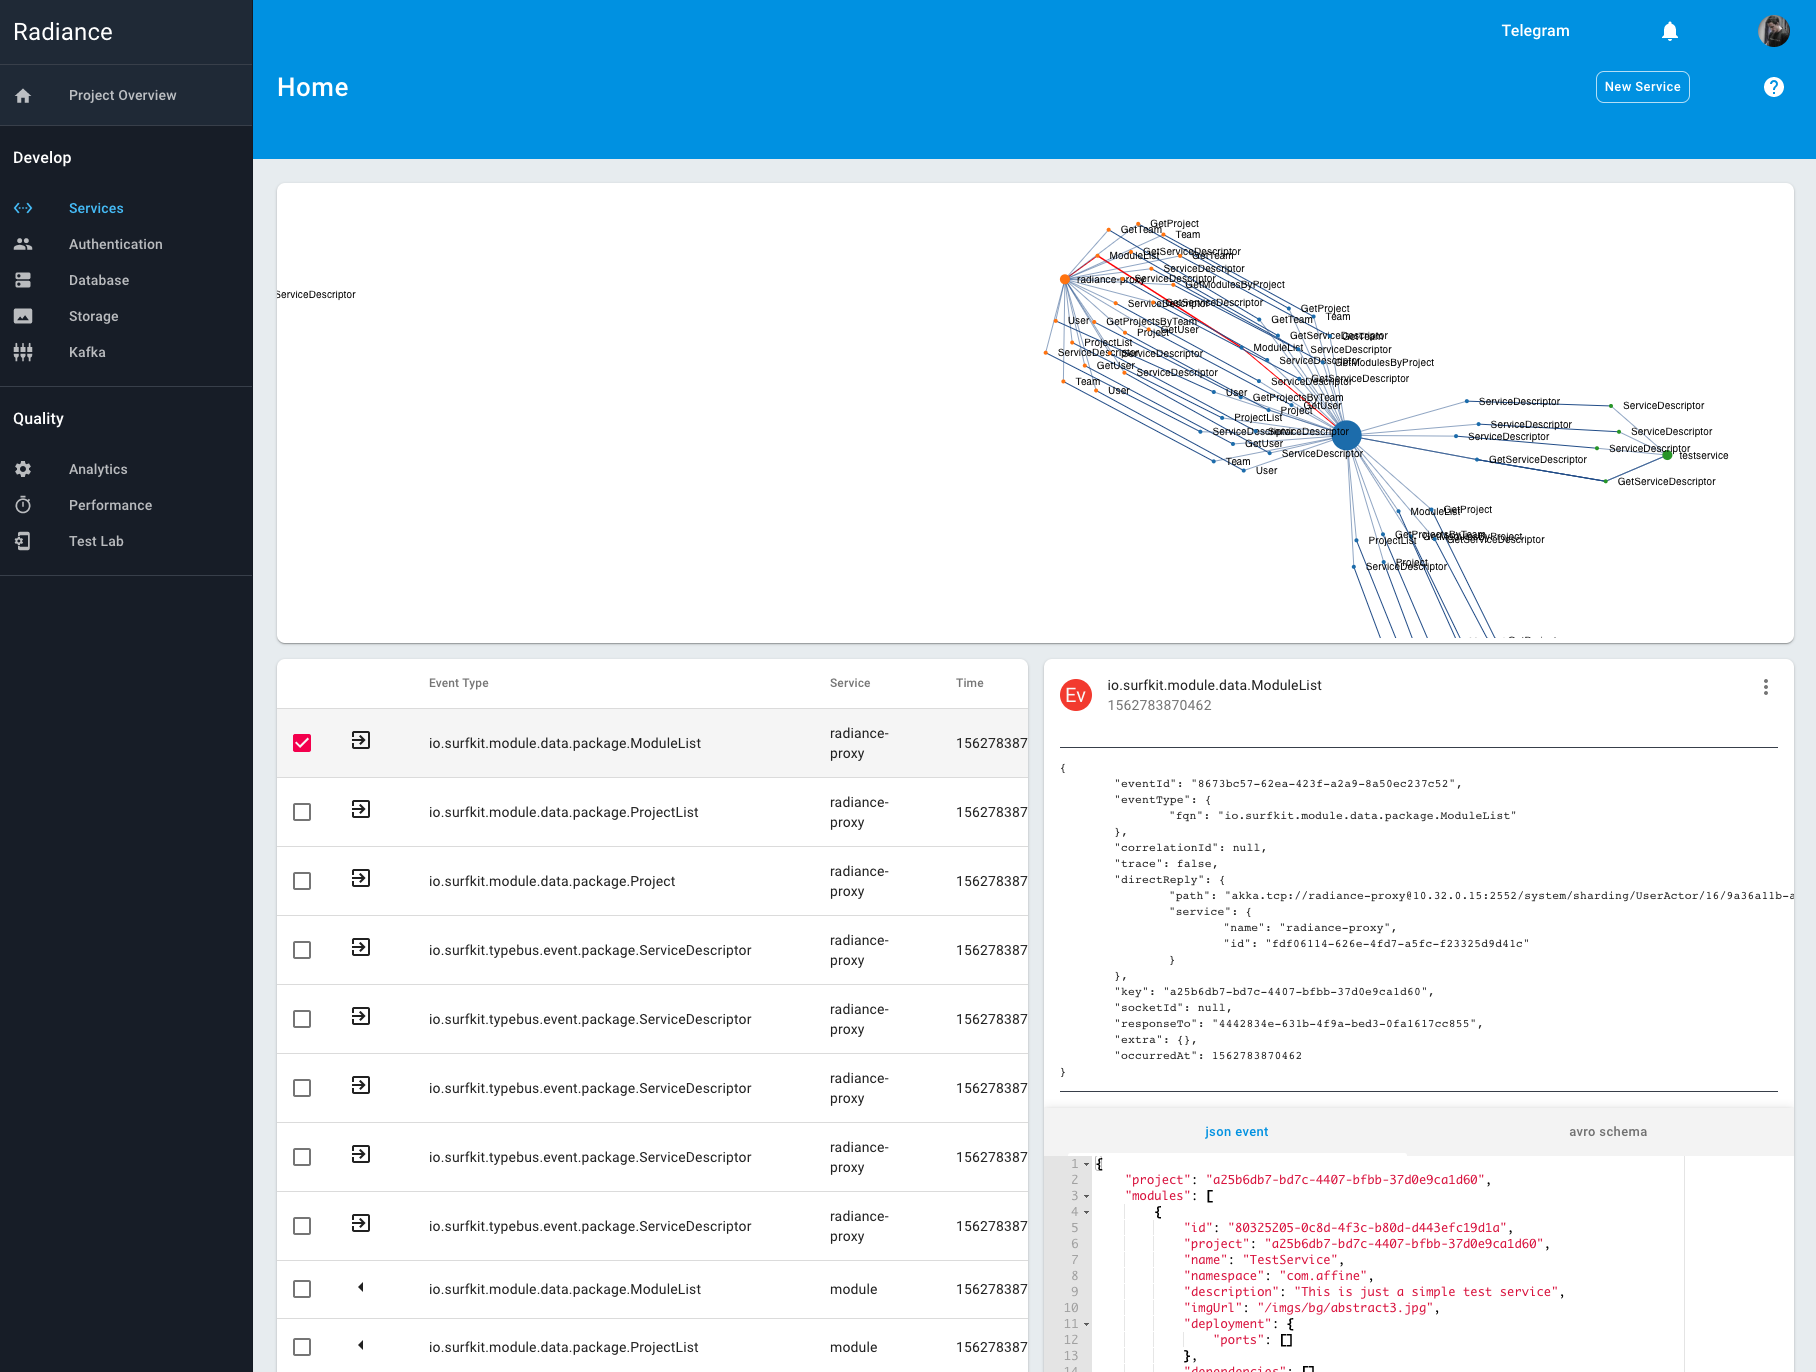 Radiance
Project Overview
Develop
Services
Authentication
Database
Storage
Kafka
Quality
Analytics
Performance
Test Lab
Telegram
Home
New Service
?
ServiceDescriptor
GetProject
GetTeam
Team
GetServiceDescriptor
ModuleList
GetTeam
ServiceDescriptor
radiance-proxy
ServiceDescriptor
GetModulesByProject
ServiceDescriptor
GetServiceDescriptor
User
GetProjectsByTeam
Project
GetUser
ProjectList
ServiceDescriptor
ServiceDescriptor
GetUser
ServiceDescriptor
Team
User
GetProject
GetTeam
Team
GetServiceDescriptor
GetTeam
ModuleList
ServiceDescriptor
ServiceDescriptor
GetModulesByProject
ServiceDescriptor
GetServiceDescriptor
User
GetProjectsByTeam
Project
GetUser
ProjectList
ServiceDescriptor
ServiceDescriptor
GetUser
ServiceDescriptor
Team
User
ServiceDescriptor
ServiceDescriptor
ServiceDescriptor
ServiceDescriptor
ServiceDescriptor
ServiceDescriptor
testservice
GetServiceDescriptor
GetServiceDescriptor
ModuleList
GetProject
GetProjectsByTeam
GetModulesByProject
ProjectList
GetServiceDescriptor
Project
ServiceDescriptor
Event Type Service Time
io.surfkit.module.data.package.ModuleList radiance-proxy 156278387
io.surfkit.module.data.package.ProjectList radiance-proxy 156278387
io.surfkit.module.data.package.Project radiance-proxy 156278387
io.surfkit.typebus.event.package.ServiceDescriptor radiance-proxy 156278387
io.surfkit.typebus.event.package.ServiceDescriptor radiance-proxy 156278387
io.surfkit.typebus.event.package.ServiceDescriptor radiance-proxy 156278387
io.surfkit.typebus.event.package.ServiceDescriptor radiance-proxy 156278387
io.surfkit.typebus.event.package.ServiceDescriptor radiance-proxy 156278387
io.surfkit.module.data.package.ModuleList module 156278387
io.surfkit.module.data.package.ProjectList module 156278387
Ev
io.surfkit.module.data.ModuleList
1562783870462
{
"eventId": "8673bc57-62ea-423f-a2a9-8a50ec237c52",
"eventType": {
"fqn": "io.surfkit.module.data.package.ModuleList"
},
"correlationId": null,
"trace": false,
"directReply": {
"path": "akka.tcp://radiance-proxy@10.32.0.15:2552/system/sharding/UserActor/16/9a36a11b-a
"service": {
"name": "radiance-proxy",
"id": "fdf06114-626e-4fd7-a5fc-f23325d9d41c"
}
},
"key": "a25b6db7-bd7c-4407-bfbb-37d0e9ca1d60",
"socketId": null,
"responseTo": "4442834e-631b-4f9a-bed3-0fa1617cc855",
"extra": {},
"occurredAt": 1562783870462
}
json event avro schema
1 {
2 "project": "a25b6db7-bd7c-4407-bfbb-37d0e9ca1d60",
3 "modules": [
4 {
5 "id": "80325205-0c8d-4f3c-b80d-d443efc19d1a",
6 "project": "a25b6db7-bd7c-4407-bfbb-37d0e9ca1d60",
7 "name": "TestService",
8 "namespace": "com.affine",
9 "description": "This is just a simple test service",
10 "imgUrl": "/imgs/bg/abstract3.jpg",
11 "deployment": {
12 "ports": []
13 },
14 "dependencies": []